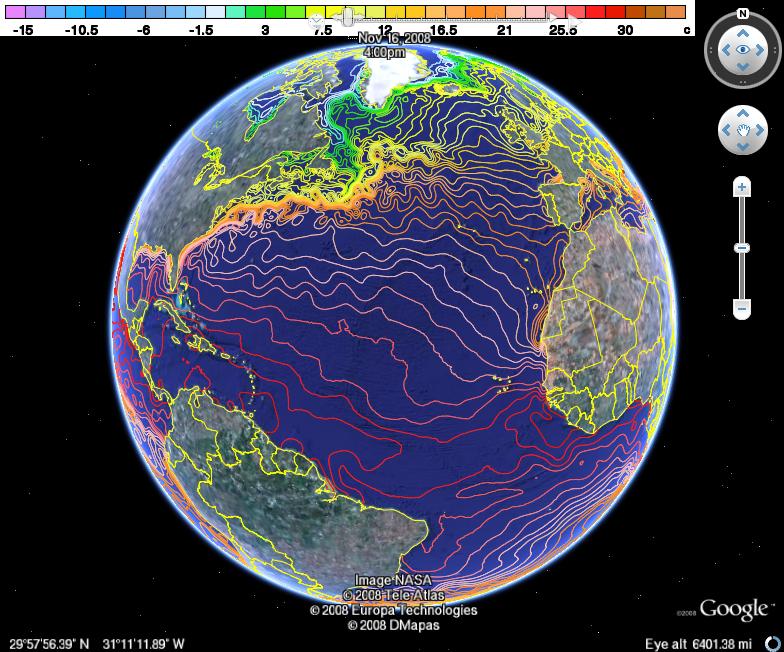 -15 -10.5 -6 -1.5 3 7.5 12 16.5 21 25.5 30 c
Nov 16, 2008
4:00pm
N
Image NASA
© 2008 Tele Atlas
© 2008 Europa Technologies
© 2008 DMapas
©2008 Google™
29°57'56.39" N 31°11'11.89" W Eye alt 6401.38 mi